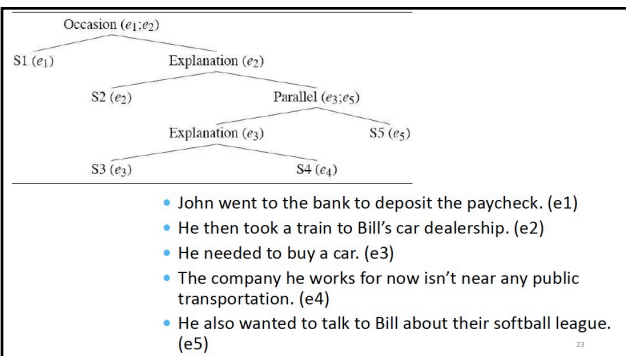 Occasion (e1;e2)
S1 (e1) Explanation (e2)
S2 (e2) Parallel (e3;e5)
Explanation (e3) S5 (e5)
S3 (e3) S4 (e4)
• John went to the bank to deposit the paycheck. (e1)
• He then took a train to Bill’s car dealership. (e2)
• He needed to buy a car. (e3)
• The company he works for now isn’t near any public
transportation. (e4)
• He also wanted to talk to Bill about their softball league.
(e5)
23